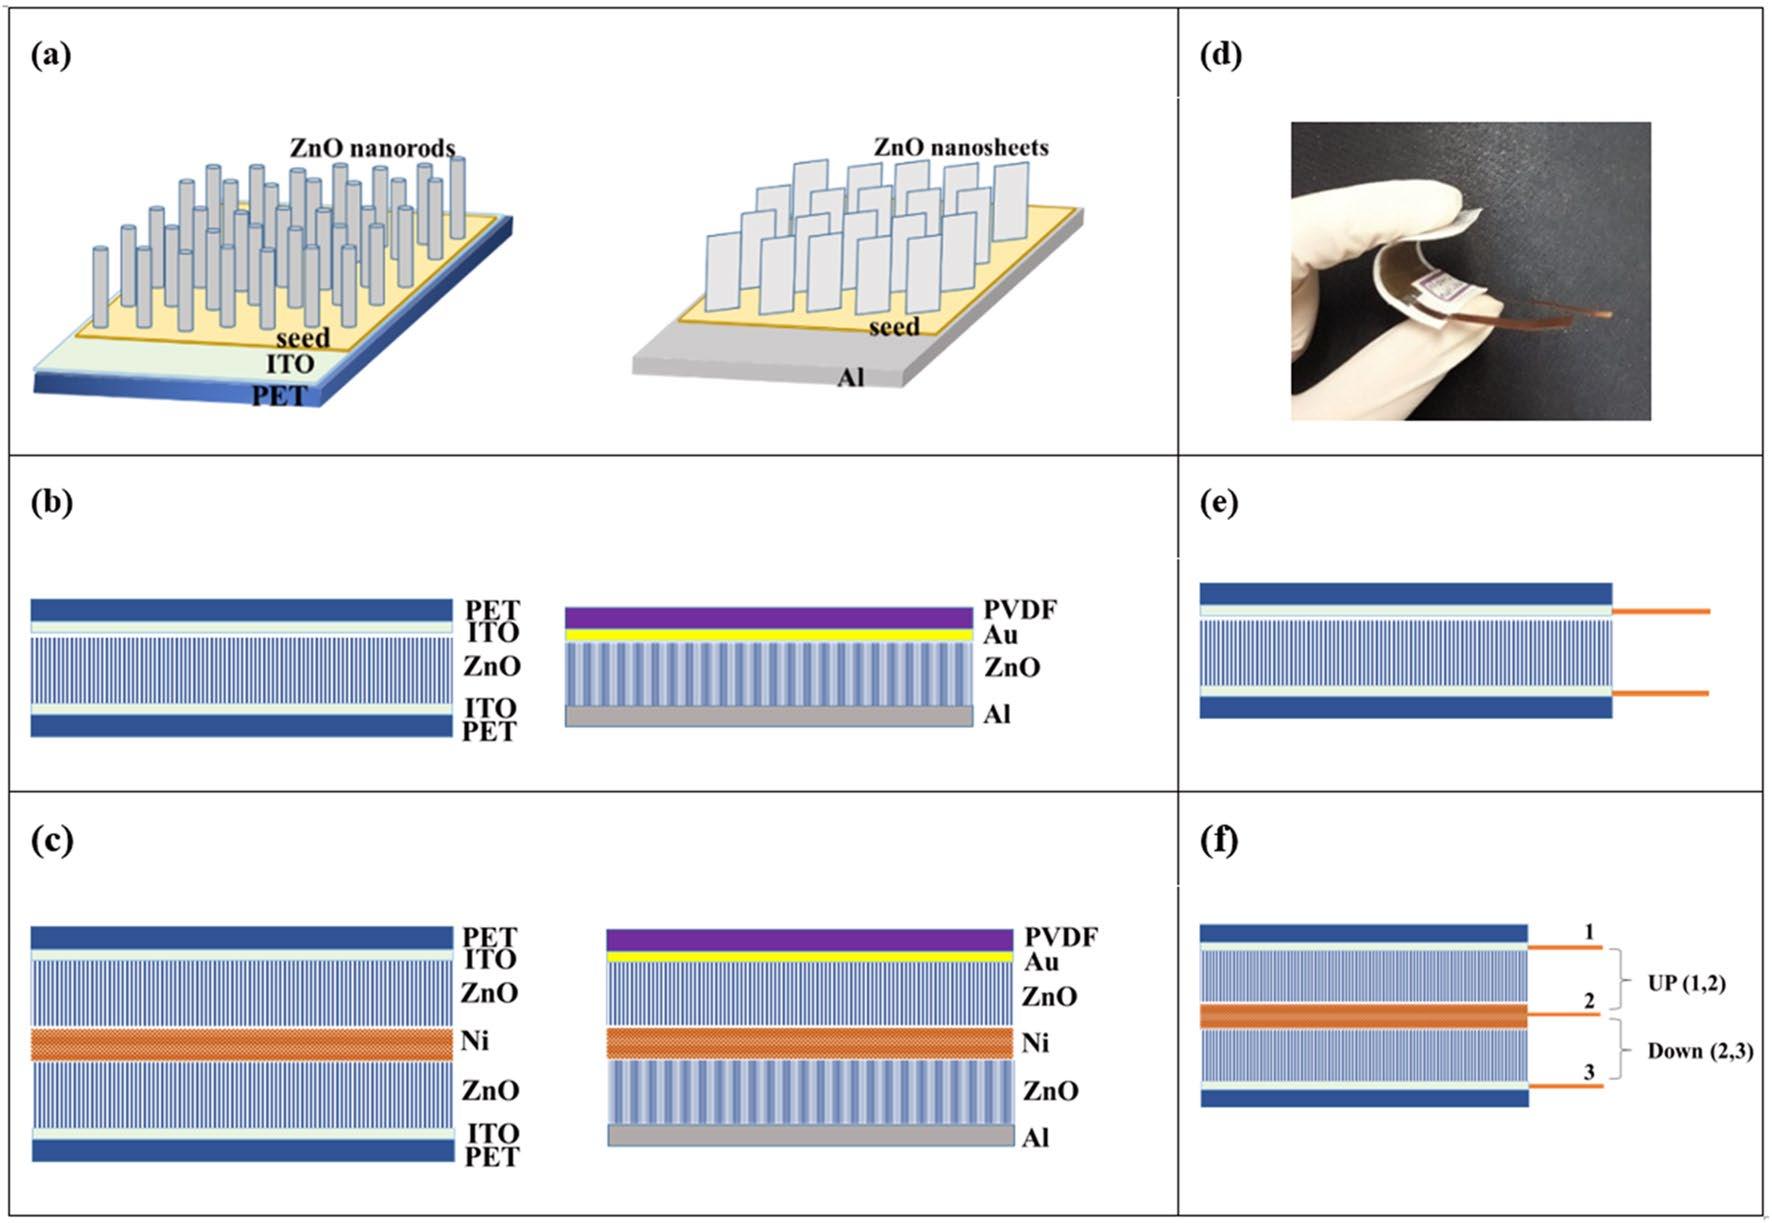 (a)
ZnO nanorods
seed
ITO
PET
ZnO nanosheets
seed
Al
(d)
(b)
PET
ITO
ZnO
ITO
PET
PVDF
Au
ZnO
Al
(e)
(c)
PET
ITO
ZnO
Ni
ZnO
ITO
PET
PVDF
Au
ZnO
Ni
ZnO
Al
(f)
1
UP (1,2)
2
Down (2,3)
3